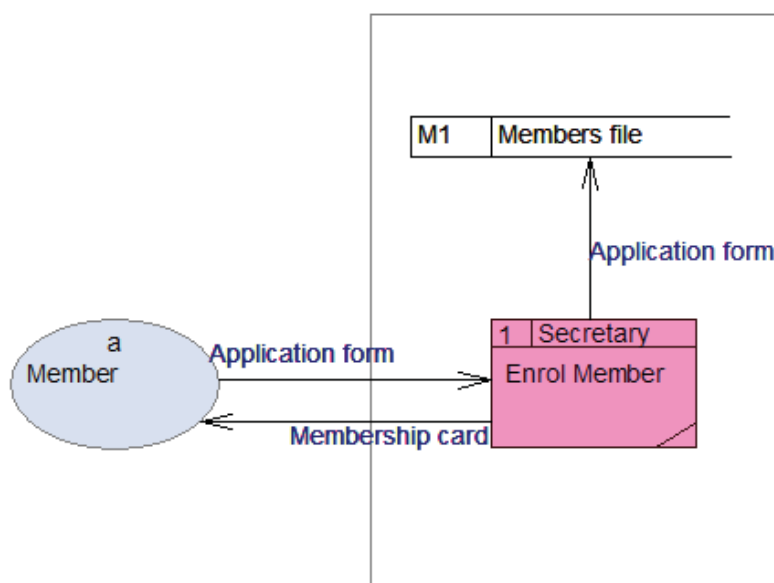 M1 Members file
Application form
a
Member
Application form
1 Secretary
Enrol Member
Membership card